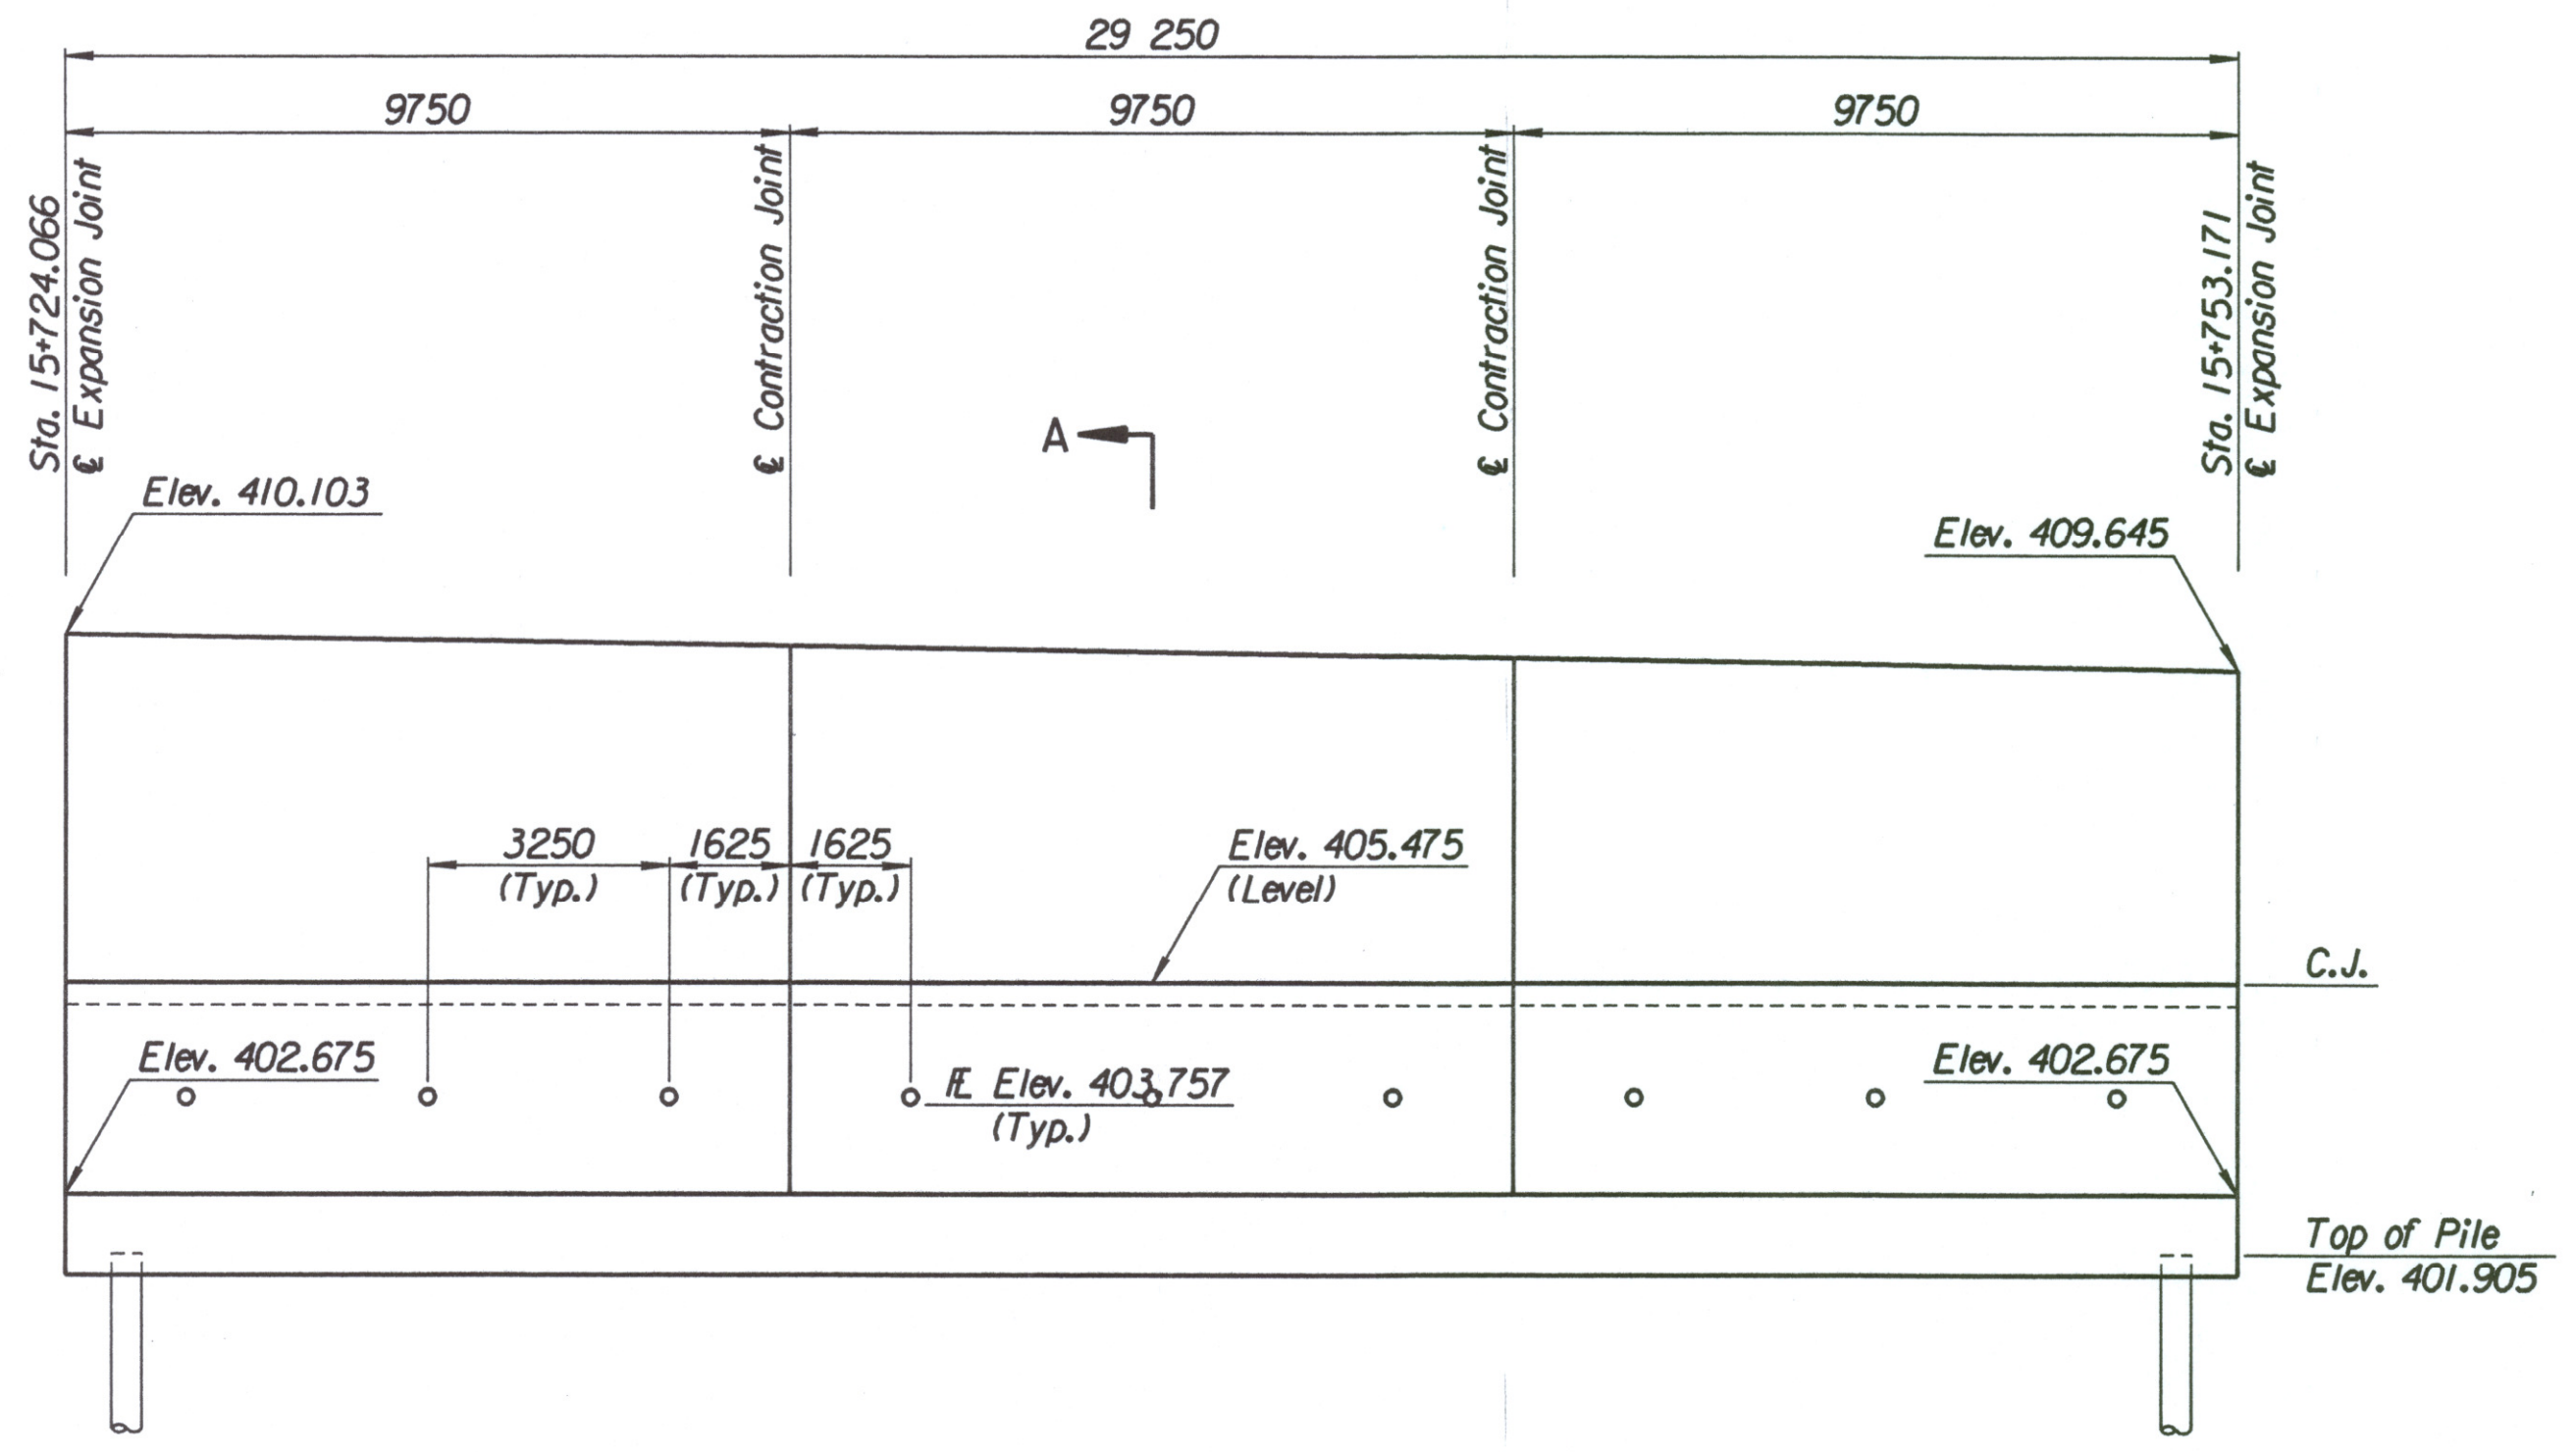 29 250
9750
9750
9750
Sta. 15+724.066
℄ Expansion Joint
℄ Contraction Joint
℄ Contraction Joint
Sta. 15+753.171
℄ Expansion Joint
A
Elev. 410.103
Elev. 409.645
3250
(Typ.)
1625
(Typ.)
1625
(Typ.)
Elev. 405.475
(Level)
C.J.
Elev. 402.675
Æ Elev. 403.757
(Typ.)
Elev. 402.675
Top of Pile
Elev. 401.905